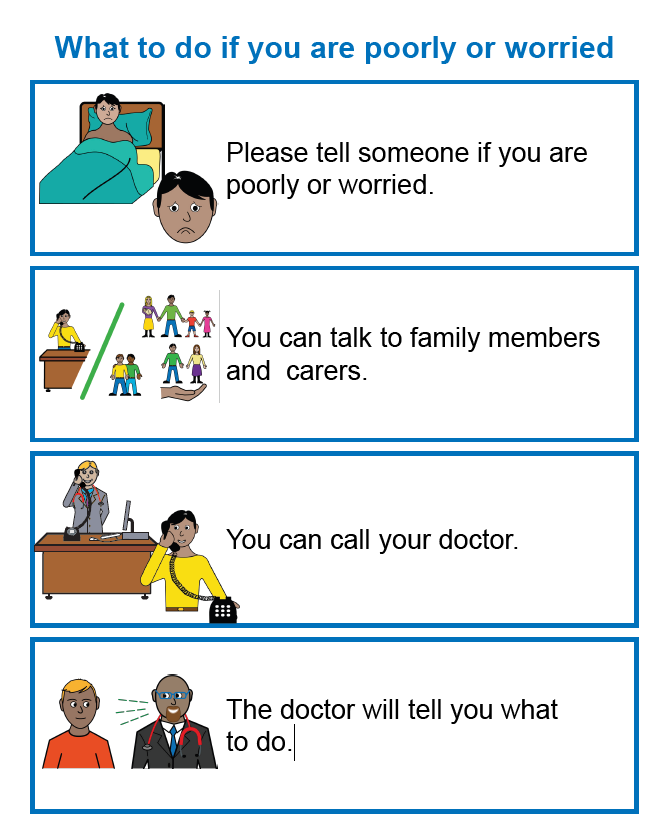 What to do if you are poorly or worried
Please tell someone if you are
poorly or worried.
You can talk to family members
and  carers.
You can call your doctor.
The doctor will tell you what
to do.